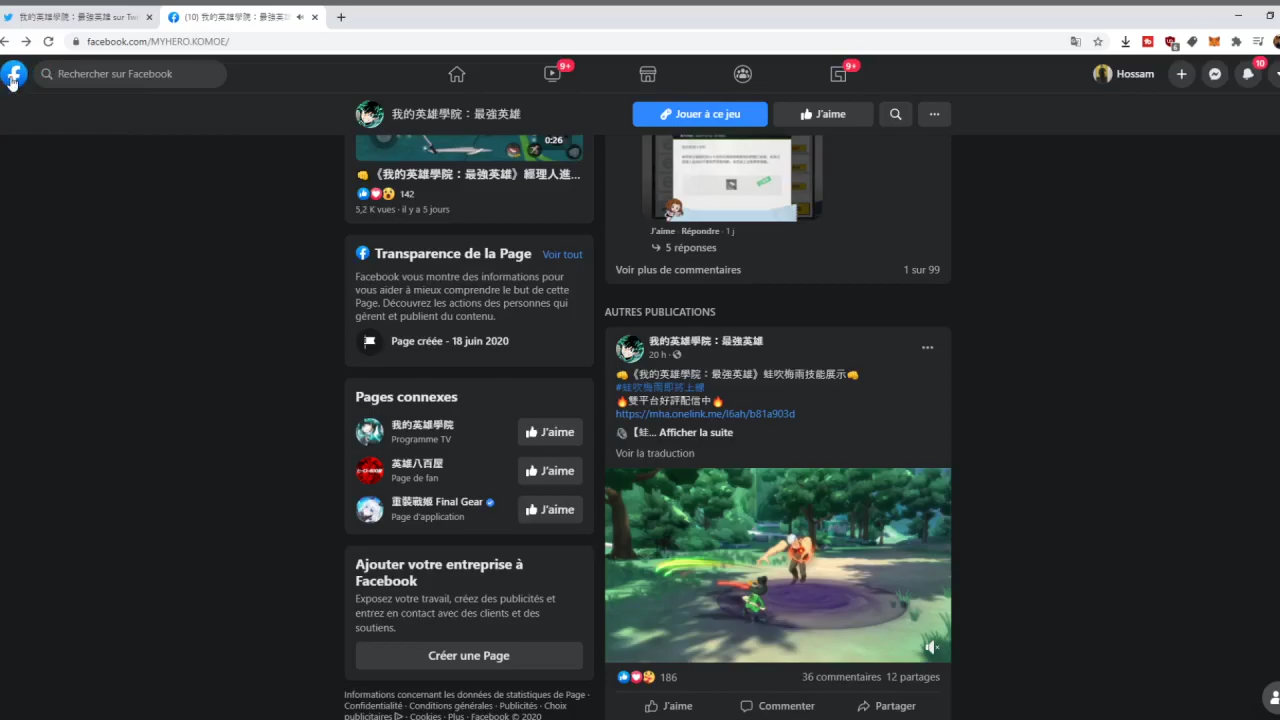 我的英雄學院：最強英雄 sur Tw
(10) 我的英雄學院：最強英
facebook.com/MYHERO.KOMOE/
Rechercher sur Facebook
9+
9+
Hossam
10
我的英雄學院：最強英雄
Jouer à ce jeu
J’aime
0:26
👊《我的英雄學院：最強英雄》經理人進...
142
5,2 K vues · il y a 5 jours
Transparence de la Page
Voir tout
Facebook vous montre des informations pour
vous aider à mieux comprendre le but de cette
Page. Découvrez les actions des personnes qui
gèrent et publient du contenu.
Page créée - 18 juin 2020
Pages connexes
我的英雄學院
Programme TV
J’aime
英雄八百屋
Page de fan
J’aime
重裝戰姬 Final Gear
Page d'application
J’aime
Ajouter votre entreprise à
Facebook
Exposez votre travail, créez des publicités et
entrez en contact avec des clients et des
soutiens.
Créer une Page
Informations concernant les données de statistiques de Page ·
Confidentialité · Conditions générales · Publicités · Choix
publicitaires · Cookies · Plus · Facebook © 2020
J’aime · Répondre · 1 j
5 réponses
Voir plus de commentaires
1 sur 99
AUTRES PUBLICATIONS
我的英雄學院：最強英雄
20 h ·
👊《我的英雄學院：最強英雄》蛙吹梅雨技能展示👊
#蛙吹梅雨即將上線
🔥雙平台好評配信中🔥
https://mha.onelink.me/I6ah/b81a903d
📎【蛙... Afficher la suite
Voir la traduction
186
36 commentaires 12 partages
J’aime
Commenter
Partager